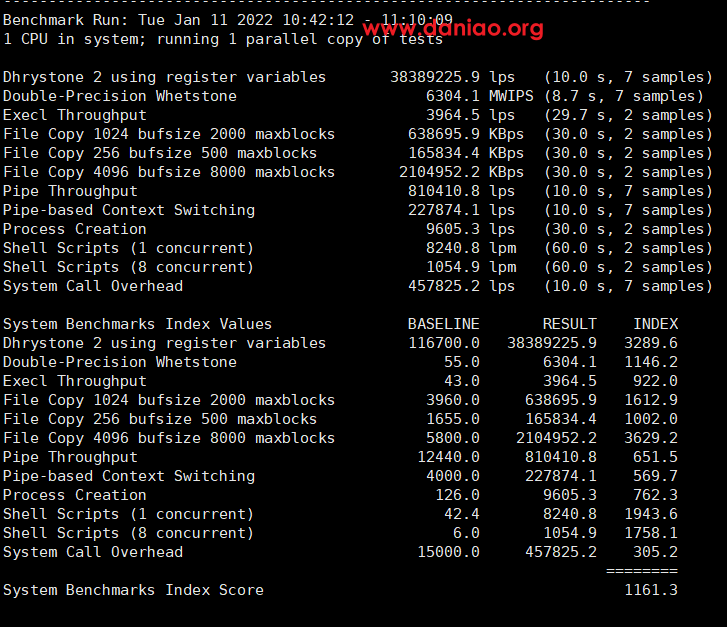 Benchmark Run: Tue Jan 11 2022 10:42:12 - 11:10:09
www.daniao.org
1 CPU in system; running 1 parallel copy of tests
Dhrystone 2 using register variables 38389225.9 lps (10.0 s, 7 samples)
Double-Precision Whetstone 6304.1 MWIPS (8.7 s, 7 samples)
Execl Throughput 3964.5 lps (29.7 s, 2 samples)
File Copy 1024 bufsize 2000 maxblocks 638695.9 KBps (30.0 s, 2 samples)
File Copy 256 bufsize 500 maxblocks 165834.4 KBps (30.0 s, 2 samples)
File Copy 4096 bufsize 8000 maxblocks 2104952.2 KBps (30.0 s, 2 samples)
Pipe Throughput 810410.8 lps (10.0 s, 7 samples)
Pipe-based Context Switching 227874.1 lps (10.0 s, 7 samples)
Process Creation 9605.3 lps (30.0 s, 2 samples)
Shell Scripts (1 concurrent) 8240.8 lpm (60.0 s, 2 samples)
Shell Scripts (8 concurrent) 1054.9 lpm (60.0 s, 2 samples)
System Call Overhead 457825.2 lps (10.0 s, 7 samples)
System Benchmarks Index Values BASELINE RESULT INDEX
Dhrystone 2 using register variables 116700.0 38389225.9 3289.6
Double-Precision Whetstone 55.0 6304.1 1146.2
Execl Throughput 43.0 3964.5 922.0
File Copy 1024 bufsize 2000 maxblocks 3960.0 638695.9 1612.9
File Copy 256 bufsize 500 maxblocks 1655.0 165834.4 1002.0
File Copy 4096 bufsize 8000 maxblocks 5800.0 2104952.2 3629.2
Pipe Throughput 12440.0 810410.8 651.5
Pipe-based Context Switching 4000.0 227874.1 569.7
Process Creation 126.0 9605.3 762.3
Shell Scripts (1 concurrent) 42.4 8240.8 1943.6
Shell Scripts (8 concurrent) 6.0 1054.9 1758.1
System Call Overhead 15000.0 457825.2 305.2
========
System Benchmarks Index Score 1161.3